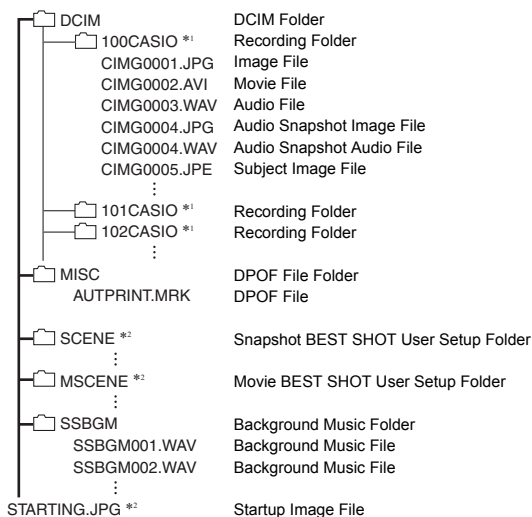 DCIM DCIM Folder
100CASIO *1 Recording Folder
CIMG0001.JPG Image File
CIMG0002.AVI Movie File
CIMG0003.WAV Audio File
CIMG0004.JPG Audio Snapshot Image File
CIMG0004.WAV Audio Snapshot Audio File
CIMG0005.JPE Subject Image File
101CASIO *1 Recording Folder
102CASIO *1 Recording Folder
MISC DPOF File Folder
AUTPRINT.MRK DPOF File
SCENE *2 Snapshot BEST SHOT User Setup Folder
MSCENE *2 Movie BEST SHOT User Setup Folder
SSBGM Background Music Folder
SSBGM001.WAV Background Music File
SSBGM002.WAV Background Music File
STARTING.JPG *2 Startup Image File